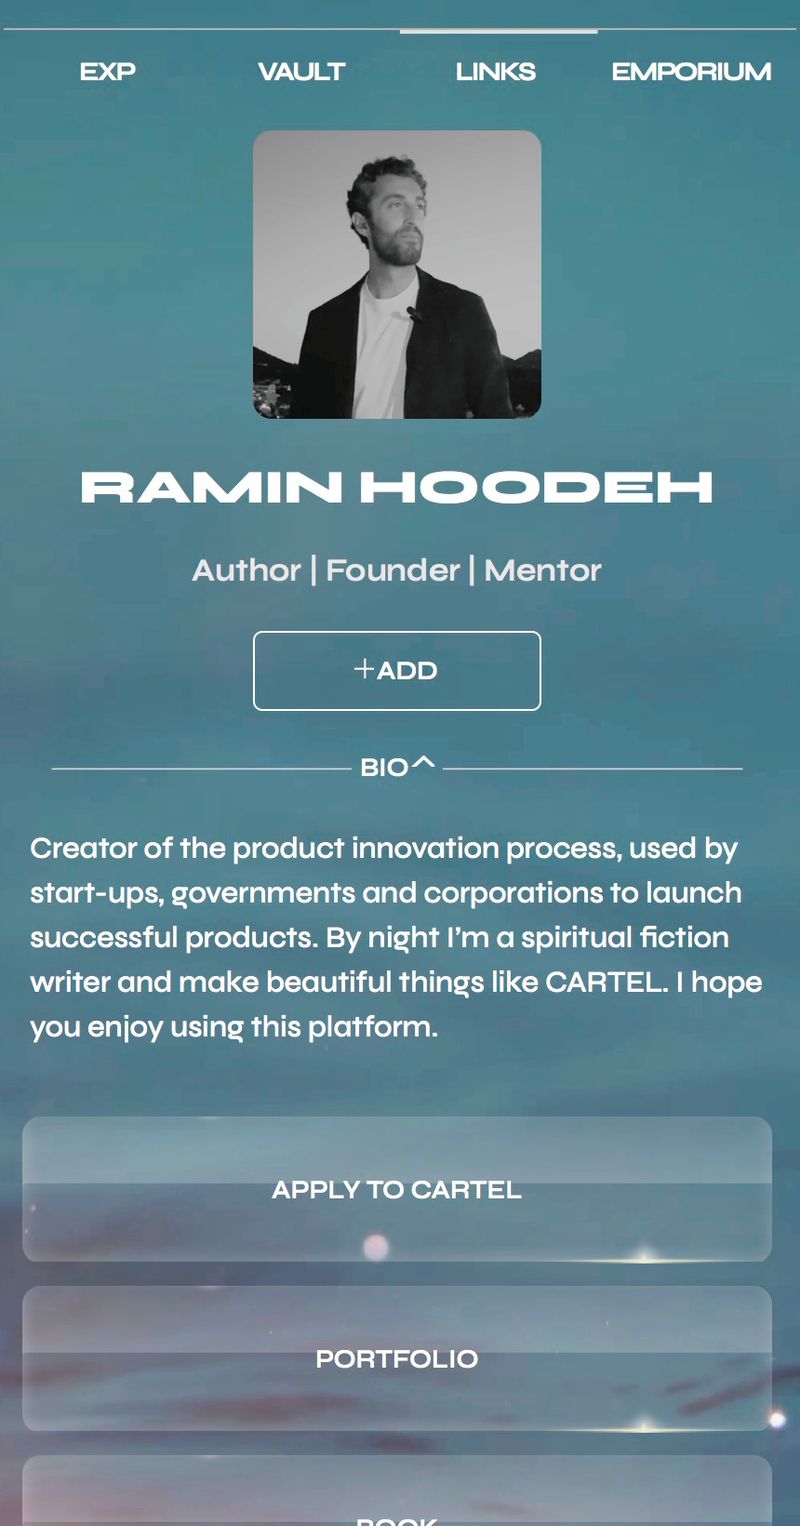 EXP VAULT LINKS EMPORIUM
RAMIN HOODEH
Author | Founder | Mentor
+ADD
BIO^
Creator of the product innovation process, used by
start-ups, governments and corporations to launch
successful products. By night I'm a spiritual fiction
writer and make beautiful things like CARTEL. I hope
you enjoy using this platform.
APPLY TO CARTEL
PORTFOLIO
BOOK